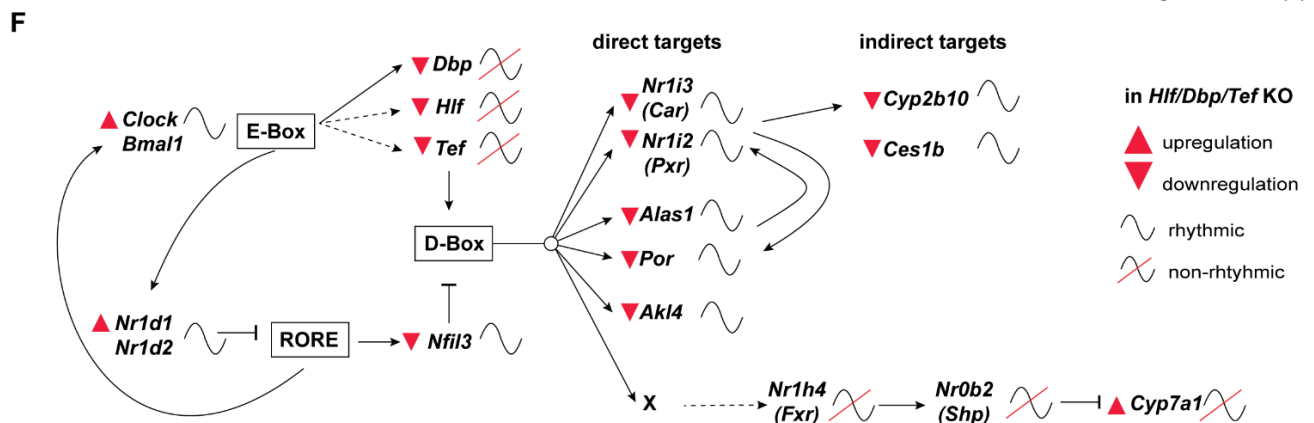 F
direct targets
indirect targets
Dbp
Hlf
Tef
Clock
Bmal1
E-Box
Nr1i3
(Car)
Nr1i2
(Pxr)
Cyp2b10
Ces1b
in Hlf/Dbp/Tef KO
upregulation
downregulation
rhythmic
non-rhtyhmic
D-Box
Alas1
Por
Akl4
Nr1d1
Nr1d2
RORE
Nfil3
X
Nr1h4
(Fxr)
Nr0b2
(Shp)
Cyp7a1